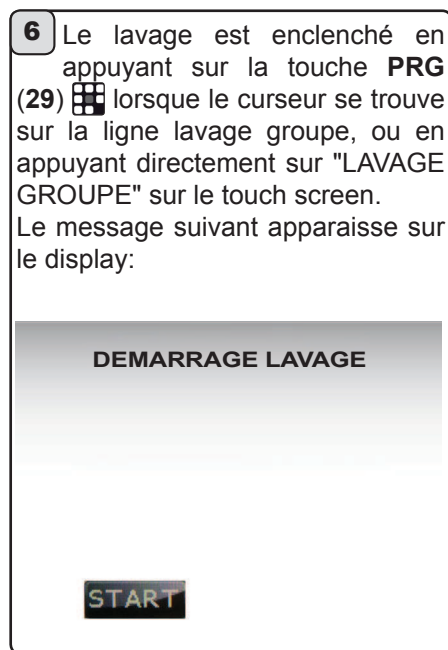 6 Le lavage est enclenché en
appuyant sur la touche PRG
(29) lorsque le curseur se trouve
sur la ligne lavage groupe, ou en
appuyant directement sur "LAVAGE
GROUPE" sur le touch screen.
Le message suivant apparaisse sur
le display:
DEMARRAGE LAVAGE
START